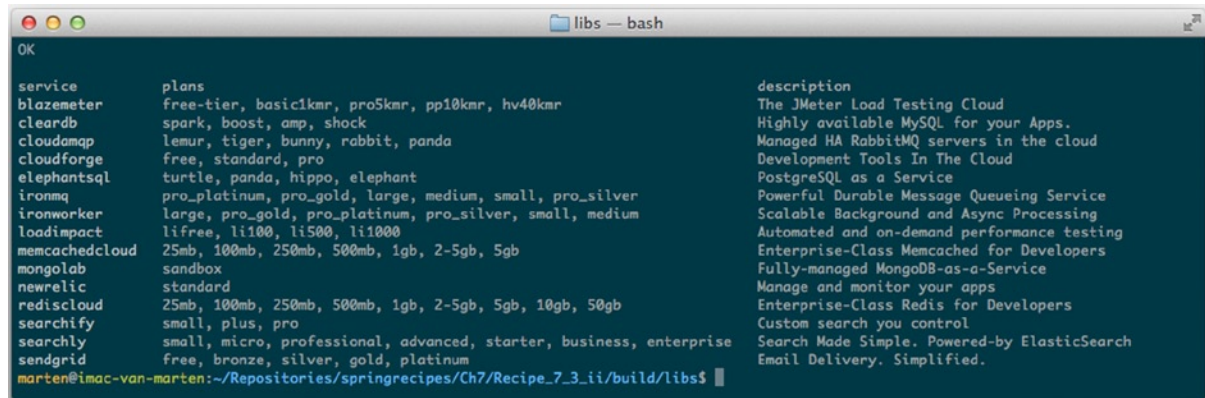 libs — bash
OK
service plans description
blazemeter free-tier, basic1kmr, pro5kmr, pp10kmr, hv40kmr The JMeter Load Testing Cloud
cleardb spark, boost, amp, shock Highly available MySQL for your Apps.
cloudamqp lemur, tiger, bunny, rabbit, panda Managed HA RabbitMQ servers in the cloud
cloudforge free, standard, pro Development Tools In The Cloud
elephantsql turtle, panda, hippo, elephant PostgreSQL as a Service
ironmq pro_platinum, pro_gold, large, medium, small, pro_silver Powerful Durable Message Queueing Service
ironworker large, pro_gold, pro_platinum, pro_silver, small, medium Scalable Background and Async Processing
loadimpact lifree, li100, li500, li1000 Automated and on-demand performance testing
memcachedcloud 25mb, 100mb, 250mb, 500mb, 1gb, 2-5gb, 5gb Enterprise-Class Memcached for Developers
mongolab sandbox Fully-managed MongoDB-as-a-Service
newrelic standard Manage and monitor your apps
rediscloud 25mb, 100mb, 250mb, 500mb, 1gb, 2-5gb, 5gb, 10gb, 50gb Enterprise-Class Redis for Developers
searchify small, plus, pro Custom search you control
searchly small, micro, professional, advanced, starter, business, enterprise Search Made Simple. Powered-by ElasticSearch
sendgrid free, bronze, silver, gold, platinum Email Delivery. Simplified.
marten@imac-van-marten:~/Repositories/springrecipes/Ch7/Recipe_7_3_ii/build/libs$